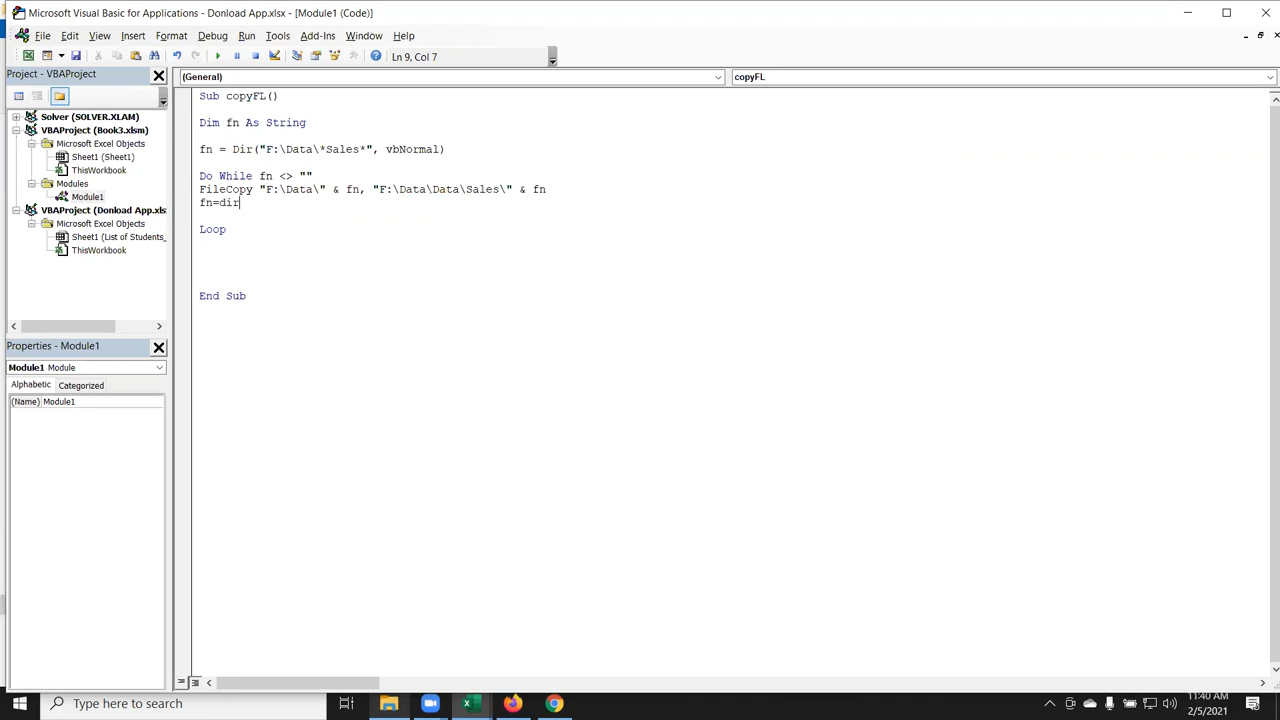 Microsoft Visual Basic for Applications - Donload App.xlsx - [Module1 (Code)]
File Edit View Insert Format Debug Run Tools Add-Ins Window Help
Ln 9, Col 7
Project - VBAProject
(General)
copyFL
Solver (SOLVER.XLAM)
VBAProject (Book3.xlsm)
Microsoft Excel Objects
Sheet1 (Sheet1)
ThisWorkbook
Modules
Module1
VBAProject (Donload App.xls
Microsoft Excel Objects
Sheet1 (List of Students_
ThisWorkbook
Sub copyFL()
Dim fn As String
fn = Dir("F:\Data\*Sales*", vbNormal)
Do While fn <> ""
FileCopy "F:\Data\" & fn, "F:\Data\Data\Sales\" & fn
fn=dir
Loop
End Sub
Properties - Module1
Module1 Module
Alphabetic Categorized
(Name) Module1
Type here to search
11:40 AM
2/5/2021